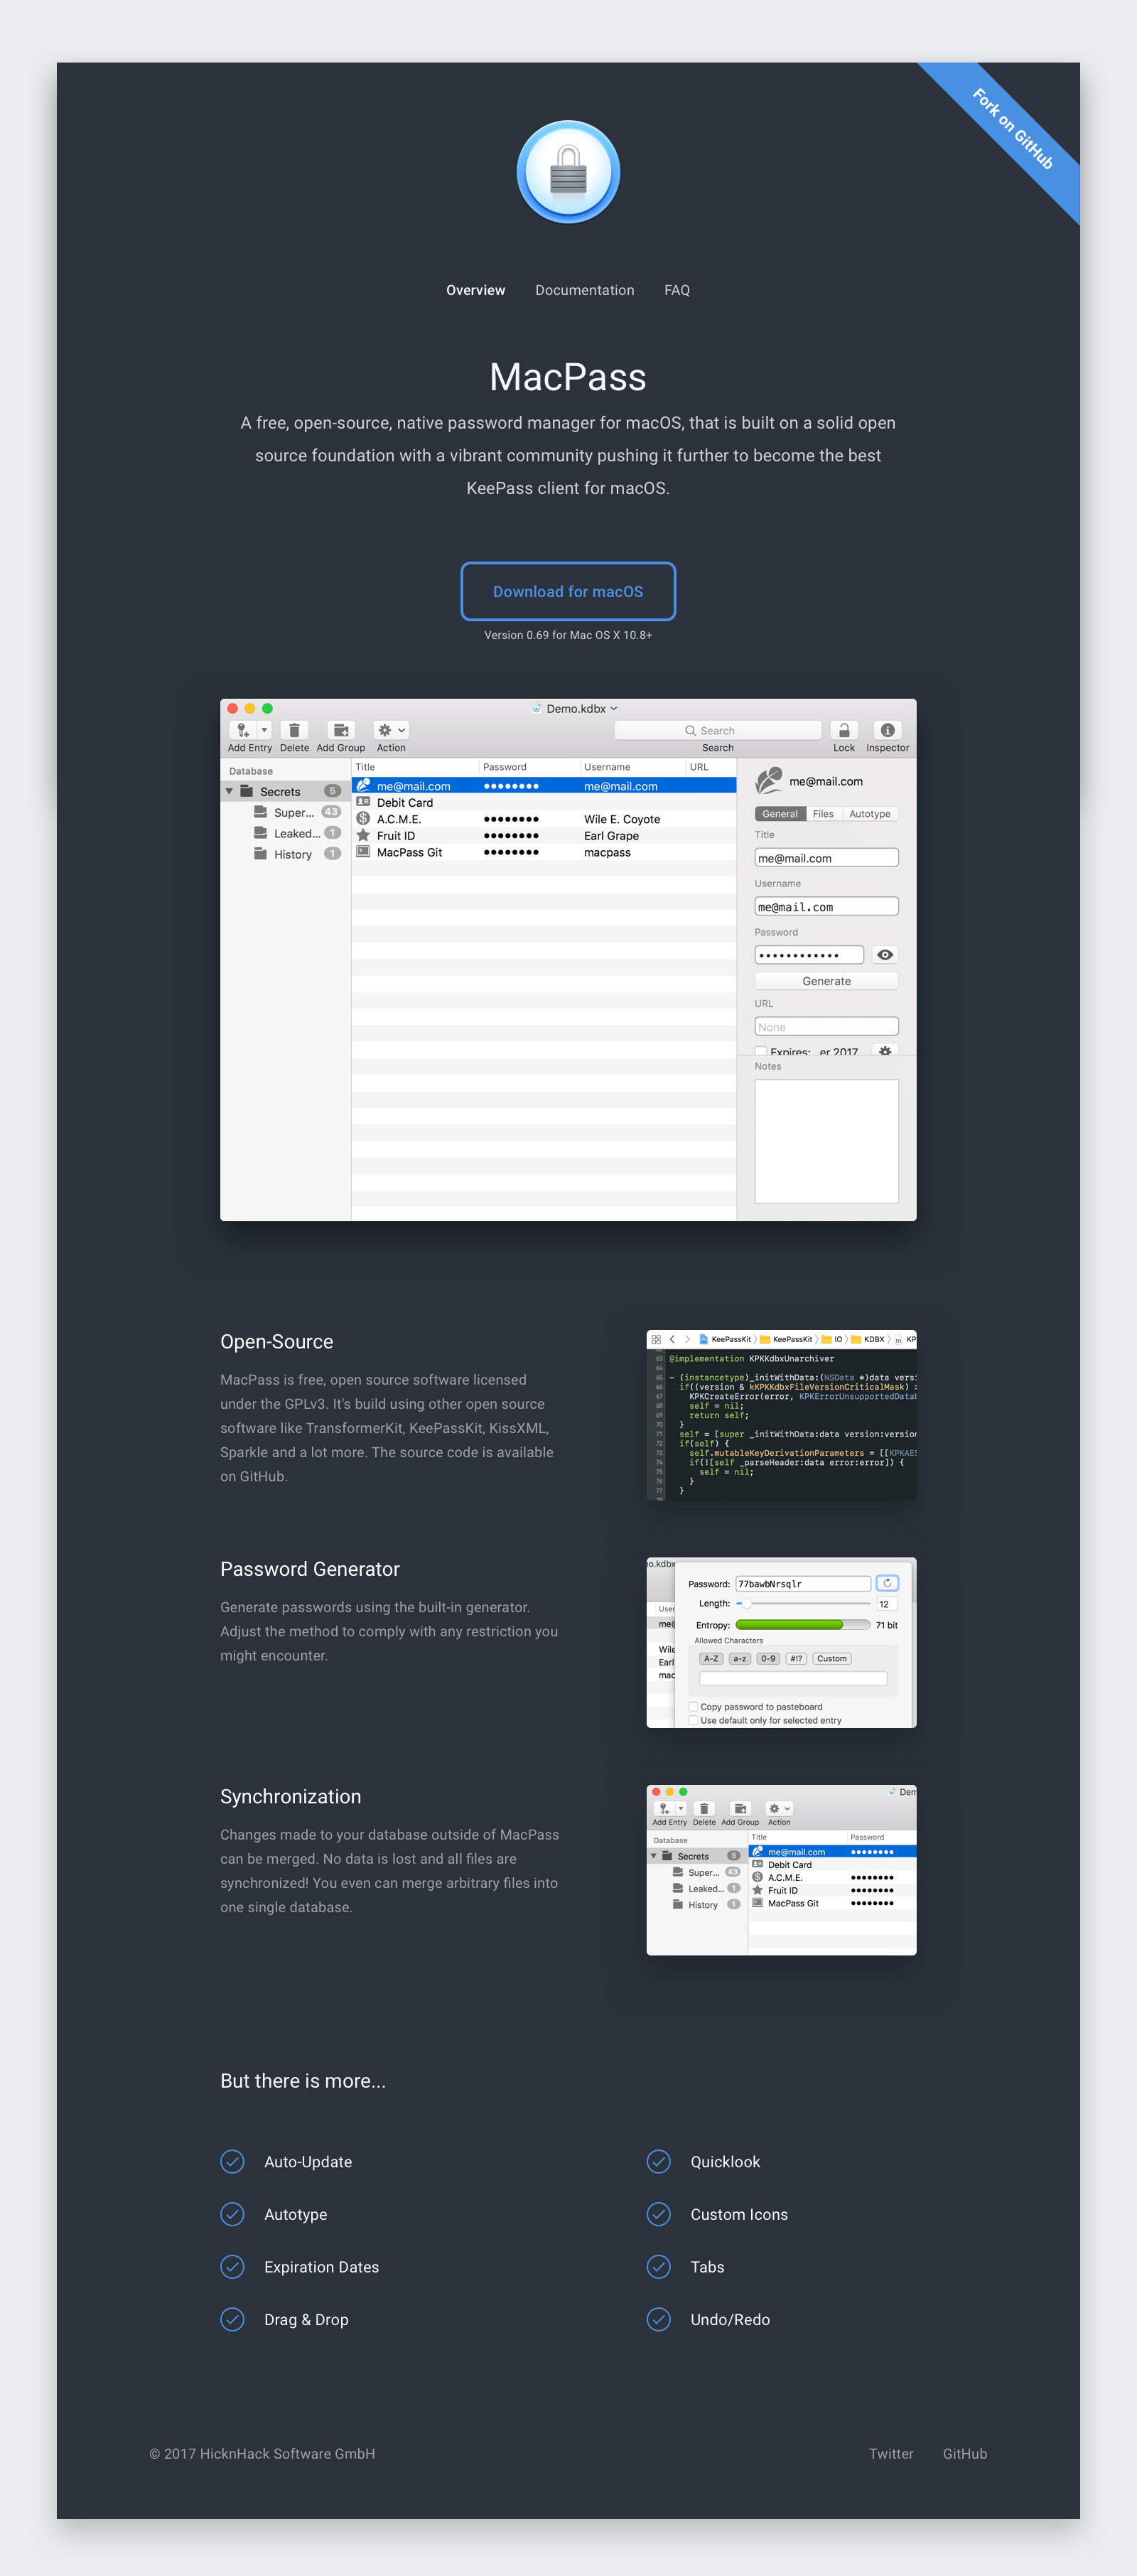 Fork on GitHub
Overview Documentation FAQ
MacPass
A free, open-source, native password manager for macOS, that is built on a solid open
source foundation with a vibrant community pushing it further to become the best
KeePass client for macOS.
Download for macOS
Version 0.69 for Mac OS X 10.8+
Demo.kdbx
Search
Add Entry Delete Add Group Action Search Lock Inspector
Database
Secrets 5
Super... 43
Leaked... 1
History 1
Title Password Username URL
me@mail.com ●●●●●●●● me@mail.com
Debit Card
A.C.M.E. ●●●●●●●● Wile E. Coyote
Fruit ID ●●●●●●●● Earl Grape
MacPass Git ●●●●●●●● macpass
me@mail.com
General Files Autotype
Title
me@mail.com
Username
me@mail.com
Password
••••••••••••
Generate
URL
None
Expires: er 2017
Notes
Open-Source
MacPass is free, open source software licensed
under the GPLv3. It's build using other open source
software like TransformerKit, KeePassKit, KissXML,
Sparkle and a lot more. The source code is available
on GitHub.
KeePassKit KeePassKit IO KDBX m KP
63 @implementation KPKKdbxUnarchiver
64
65 - (instancetype)_initWithData:(NSData *)data versi
66 if((version & kKPKKdbxFileVersionCriticalMask) >
67 KPKCreateError(error, KPKErrorUnsupportedDatab
68 self = nil;
69 return self;
70 }
71 self = [super _initWithData:data version:version
72 if(self) {
73 self.mutableKeyDerivationParameters = [[KPKAES
74 if(![self _parseHeader:data error:error]) {
75 self = nil;
76 }
77 }
Password Generator
Generate passwords using the built-in generator.
Adjust the method to comply with any restriction you
might encounter.
mo.kdbx
User
me@
Wile
Earl
mac
Password: 77bawbNrsqlr
Length: 12
Entropy: 71 bit
Allowed Characters
A-Z a-z 0-9 #!? Custom
Copy password to pasteboard
Use default only for selected entry
Synchronization
Changes made to your database outside of MacPass
can be merged. No data is lost and all files are
synchronized! You even can merge arbitrary files into
one single database.
Dem
Add Entry Delete Add Group Action
Database
Secrets 5
Super... 43
Leaked... 1
History 1
Title Password
me@mail.com ●●●●●●●●
Debit Card
A.C.M.E. ●●●●●●●●
Fruit ID ●●●●●●●●
MacPass Git ●●●●●●●●
But there is more...
Auto-Update Quicklook
Autotype Custom Icons
Expiration Dates Tabs
Drag & Drop Undo/Redo
© 2017 HicknHack Software GmbH Twitter GitHub